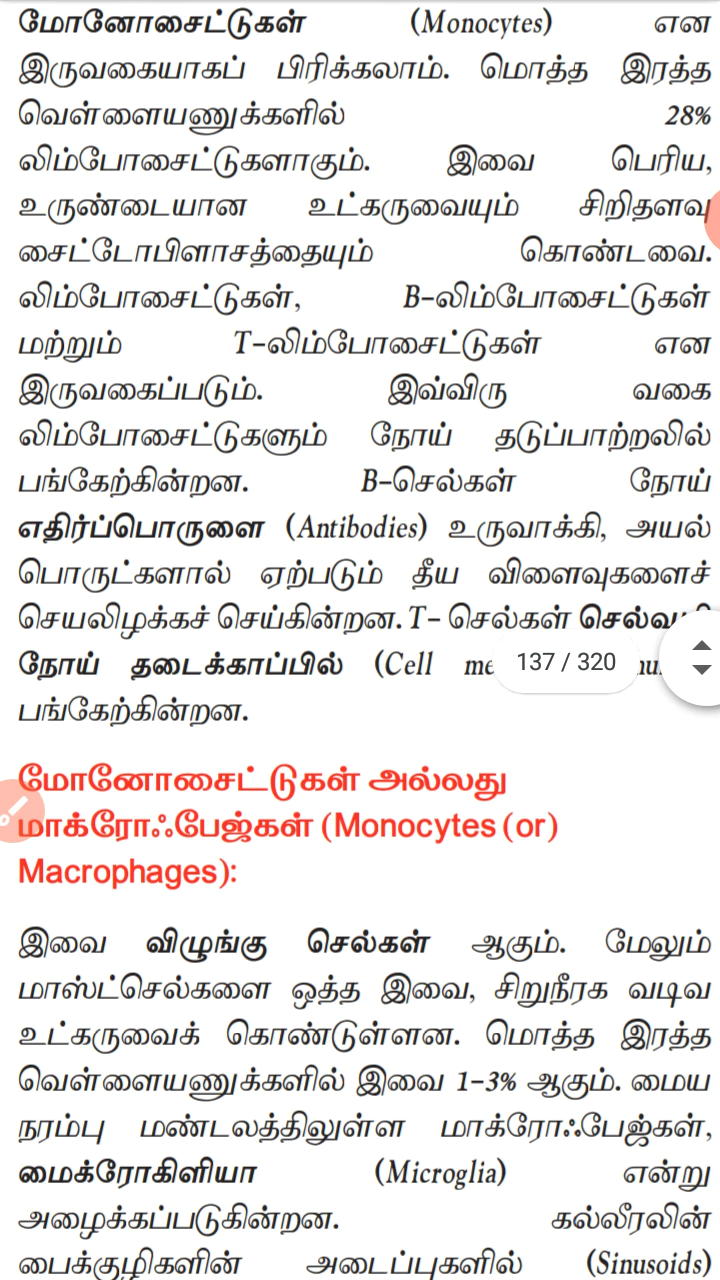 மோனோசைட்டுகள் (Monocytes) என
இருவகையாகப் பிரிக்கலாம். மொத்த இரத்த
வெள்ளையணுக்களில் 28%
லிம்போசைட்டுகளாகும். இவை பெரிய,
உருண்டையான உட்கருவையும் சிறிதளவு
சைட்டோபிளாசத்தையும் கொண்டவை.
லிம்போசைட்டுகள், B-லிம்போசைட்டுகள்
மற்றும் T-லிம்போசைட்டுகள் என
இருவகைப்படும். இவ்விரு வகை
லிம்போசைட்டுகளும் நோய் தடுப்பாற்றலில்
பங்கேற்கின்றன. B-செல்கள் நோய்
எதிர்ப்பொருளை (Antibodies) உருவாக்கி, அயல்
பொருட்களால் ஏற்படும் தீய விளைவுகளைச்
செயலிழக்கச் செய்கின்றன. T- செல்கள்
நோய் தடைக்காப்பில் (Cell 137 / 320
பங்கேற்கின்றன.
மோனோசைட்டுகள் அல்லது
மாக்ரோஃபேஜ்கள் (Monocytes (or)
Macrophages):
இவை விழுங்கு செல்கள் ஆகும். மேலும்
மாஸ்ட்செல்களை ஒத்த இவை, சிறுநீரக வடிவ
உட்கருவைக் கொண்டுள்ளன. மொத்த இரத்த
வெள்ளையணுக்களில் இவை 1-3% ஆகும். மைய
நரம்பு மண்டலத்திலுள்ள மாக்ரோஃபேஜ்கள்,
மைக்ரோகிளியா (Microglia) என்று
அழைக்கப்படுகின்றன. கல்லீரலின்
பைக்குழிகளின் அடைப்புகளில் (Sinusoids)